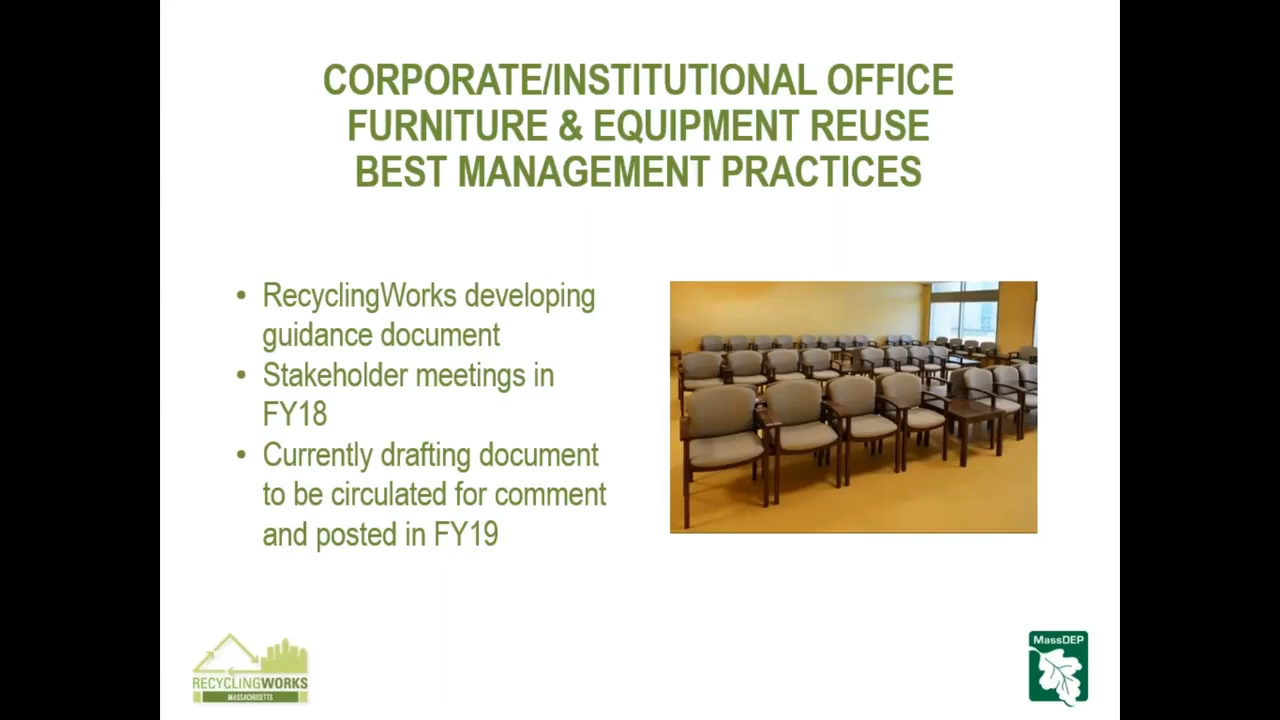 CORPORATE/INSTITUTIONAL OFFICE
FURNITURE & EQUIPMENT REUSE
BEST MANAGEMENT PRACTICES
• RecyclingWorks developing
guidance document
• Stakeholder meetings in
FY18
• Currently drafting document
to be circulated for comment
and posted in FY19
RECYCLINGWORKS
MASSACHUSETTS
MassDEP